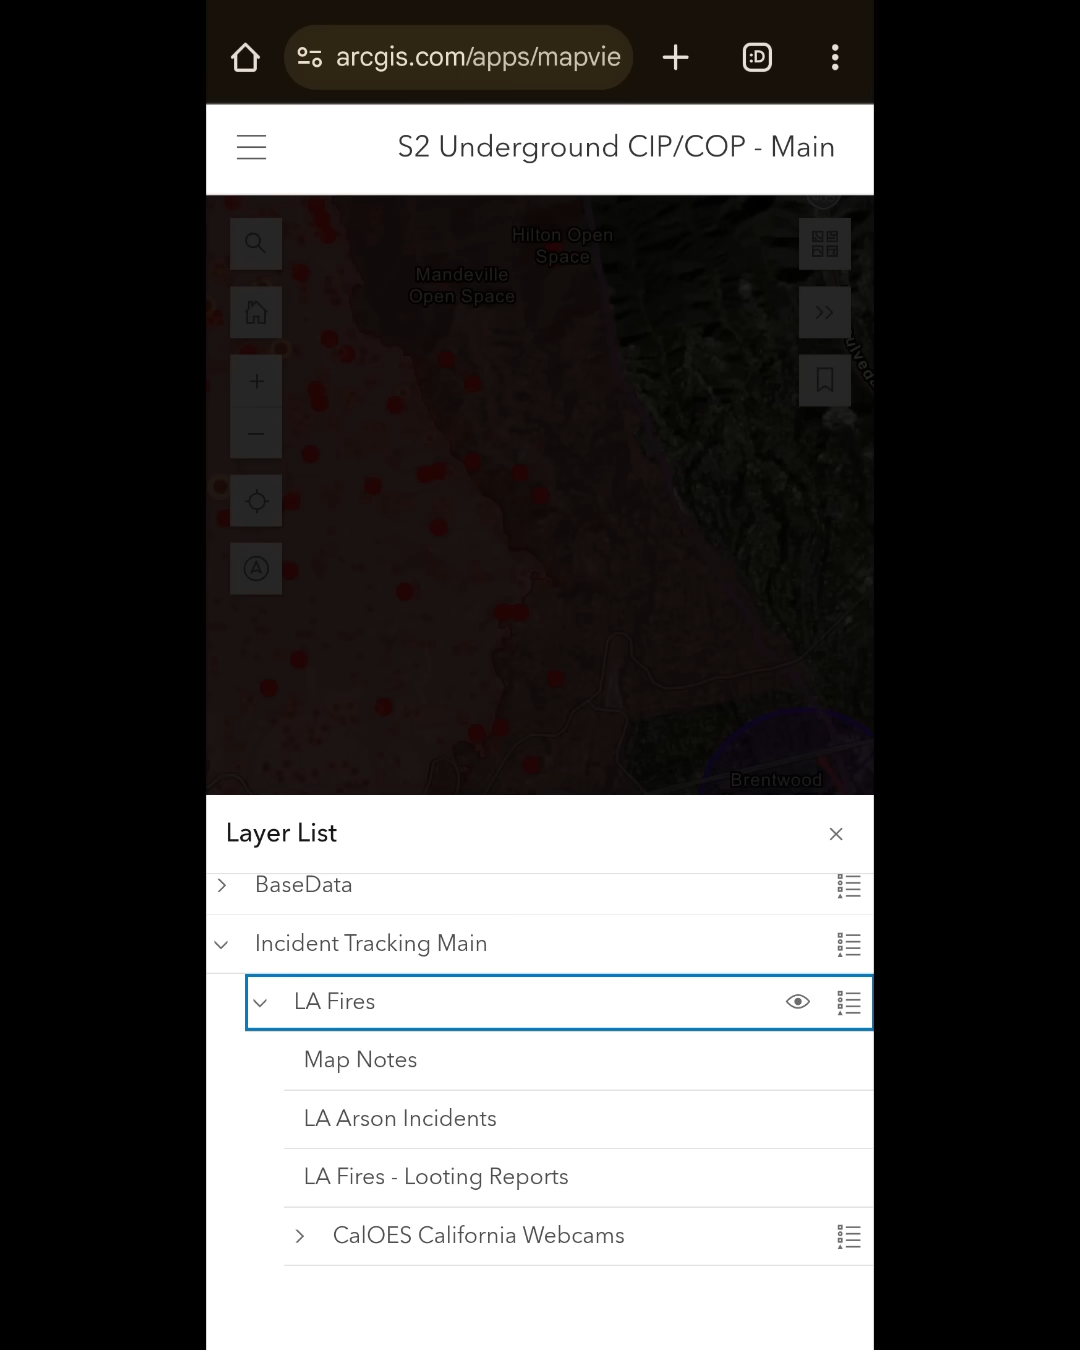 arcgis.com/apps/mapvie
:D
S2 Underground CIP/COP - Main
Hilton Open
Space
Mandeville
Open Space
Brentwood
Layer List
BaseData
Incident Tracking Main
LA Fires
Map Notes
LA Arson Incidents
LA Fires - Looting Reports
CalOES California Webcams